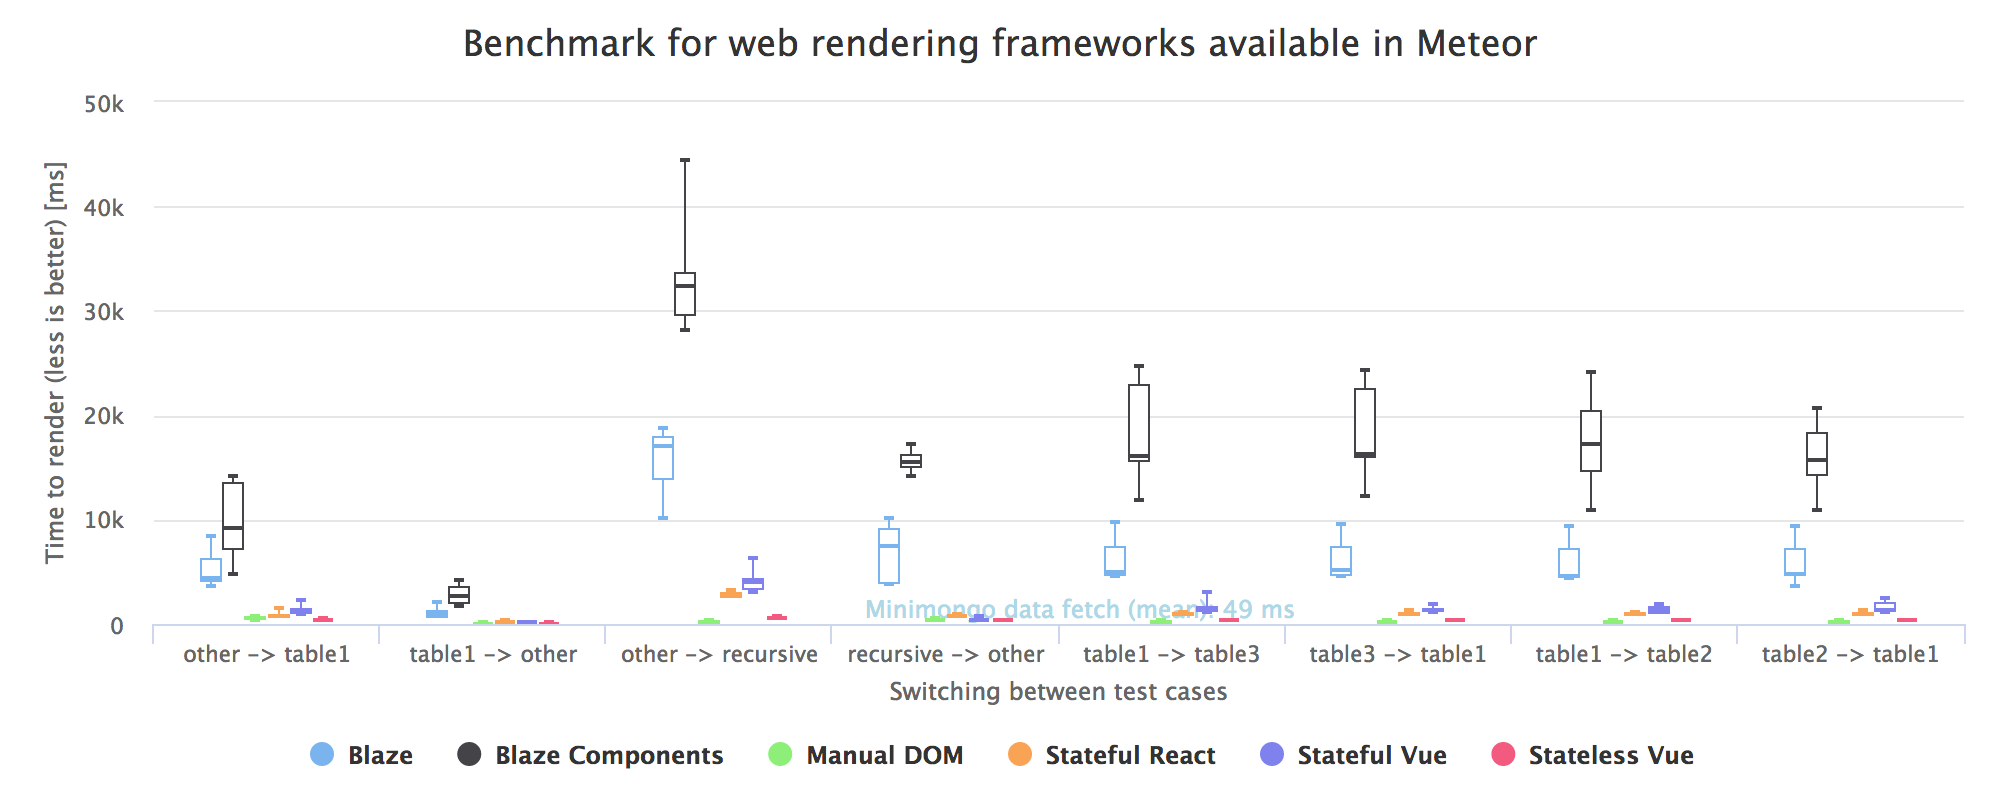 Benchmark for web rendering frameworks available in Meteor
Time to render (less is better) [ms]
50k
40k
30k
20k
10k
0
Minimongo data fetch (mean): 49 ms
other -> table1
table1 -> other
other -> recursive
recursive -> other
table1 -> table3
table3 -> table1
table1 -> table2
table2 -> table1
Switching between test cases
Blaze
Blaze Components
Manual DOM
Stateful React
Stateful Vue
Stateless Vue